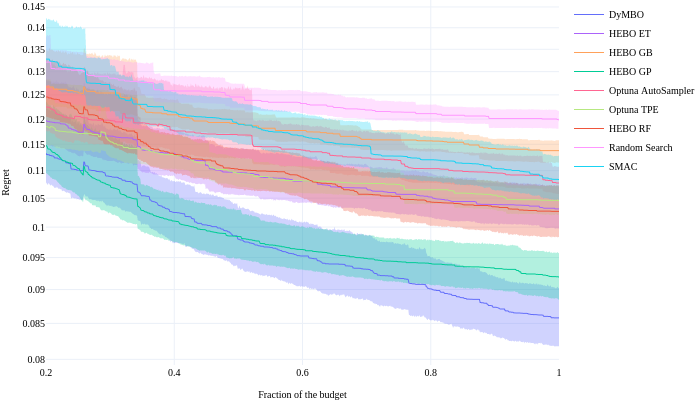 0.145
0.14
0.135
0.13
0.125
0.12
0.115
0.11
0.105
0.1
0.095
0.09
0.085
0.08
Regret
0.2
0.4
0.6
0.8
1
Fraction of the budget
DyMBO
HEBO ET
HEBO GB
HEBO GP
Optuna AutoSampler
Optuna TPE
HEBO RF
Random Search
SMAC